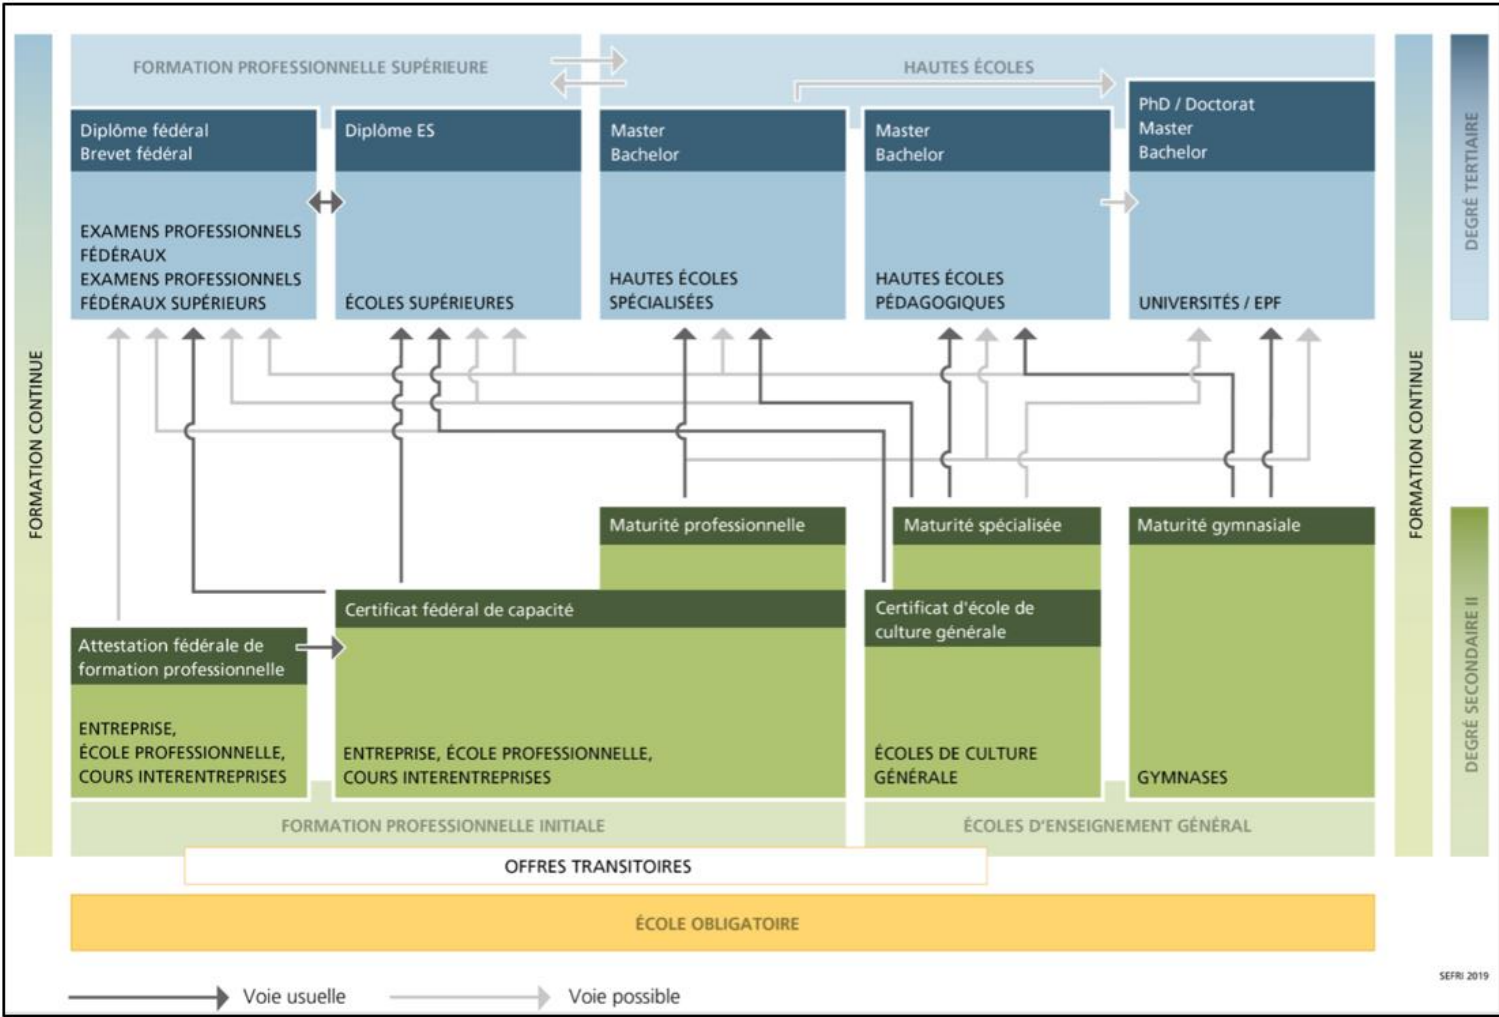 FORMATION CONTINUE
FORMATION PROFESSIONNELLE SUPÉRIEURE
HAUTES ÉCOLES
Diplôme fédéral
Brevet fédéral
EXAMENS PROFESSIONNELS
FÉDÉRAUX
EXAMENS PROFESSIONNELS
FÉDÉRAUX SUPÉRIEURS
Diplôme ES
ÉCOLES SUPÉRIEURES
Master
Bachelor
HAUTES ÉCOLES
SPÉCIALISÉES
Master
Bachelor
HAUTES ÉCOLES
PÉDAGOGIQUES
PhD / Doctorat
Master
Bachelor
UNIVERSITÉS / EPF
FORMATION CONTINUE
DEGRÉ TERTIAIRE
Maturité professionnelle
Maturité spécialisée
Maturité gymnasiale
Certificat fédéral de capacité
Certificat d'école de
culture générale
Attestation fédérale de
formation professionnelle
ENTREPRISE,
ÉCOLE PROFESSIONNELLE,
COURS INTERENTREPRISES
ENTREPRISE, ÉCOLE PROFESSIONNELLE,
COURS INTERENTREPRISES
ÉCOLES DE CULTURE
GÉNÉRALE
GYMNASES
DEGRÉ SECONDAIRE II
FORMATION PROFESSIONNELLE INITIALE
ÉCOLES D'ENSEIGNEMENT GÉNÉRAL
OFFRES TRANSITOIRES
ÉCOLE OBLIGATOIRE
SEFRI 2019
Voie usuelle
Voie possible